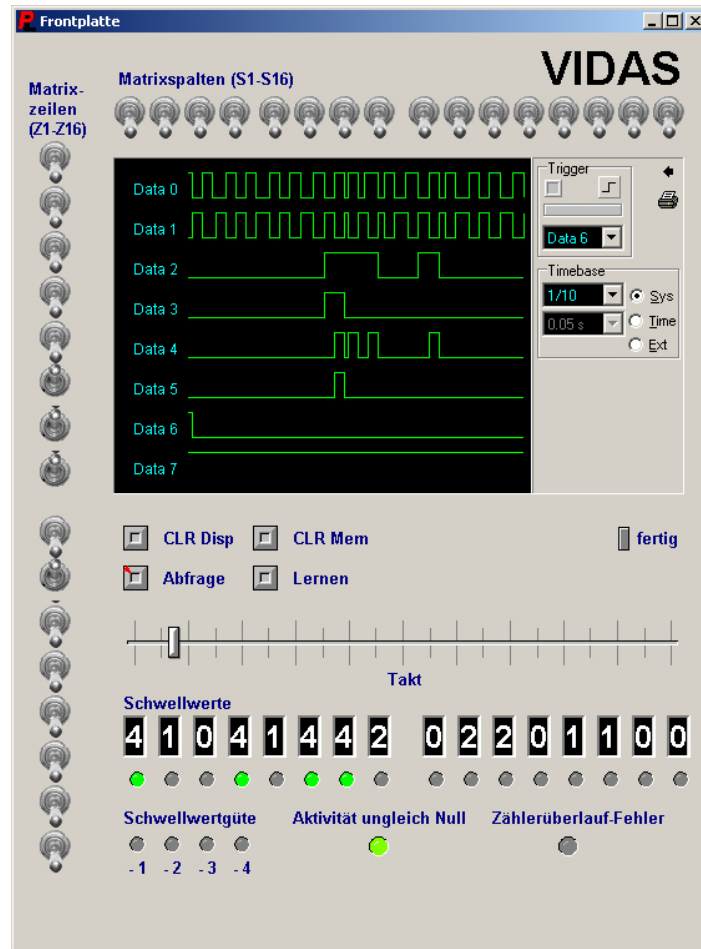 Frontplatte
VIDAS
Matrixspalten (S1-S16)
Matrix-
zeilen
(Z1-Z16)
Data 0
Data 1
Data 2
Data 3
Data 4
Data 5
Data 6
Data 7
Trigger
Data 6
Timebase
1/10
Sys
0.05 s
Time
Ext
CLR Disp
CLR Mem
fertig
Abfrage
Lernen
Takt
Schwellwerte
4 1 0 4 1 4 4 2 0 2 2 0 1 1 0 0
Schwellwertgüte
Aktivität ungleich Null
Zählerüberlauf-Fehler
- 1 - 2 - 3 - 4